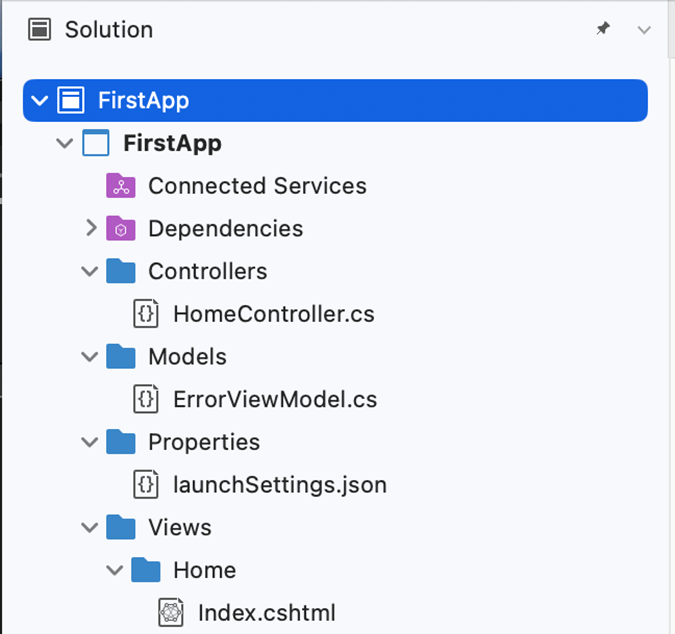 Solution
FirstApp
FirstApp
Connected Services
Dependencies
Controllers
HomeController.cs
Models
ErrorViewModel.cs
Properties
launchSettings.json
Views
Home
Index.cshtml